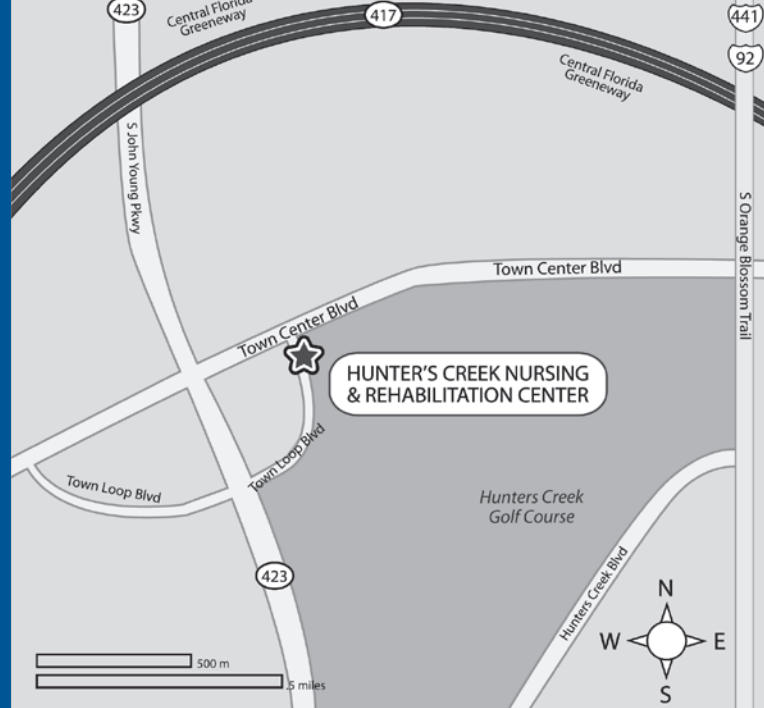 423
Central Florida
Greeneway
417
441
92
Central Florida
Greeneway
S John Young Pkwy
S Orange Blossom Trail
Town Center Blvd
Town Center Blvd
HUNTER'S CREEK NURSING
& REHABILITATION CENTER
Town Loop Blvd
Town Loop Blvd
Hunters Creek
Golf Course
Hunters Creek Blvd
423
N
W
E
S
500 m
.5 miles